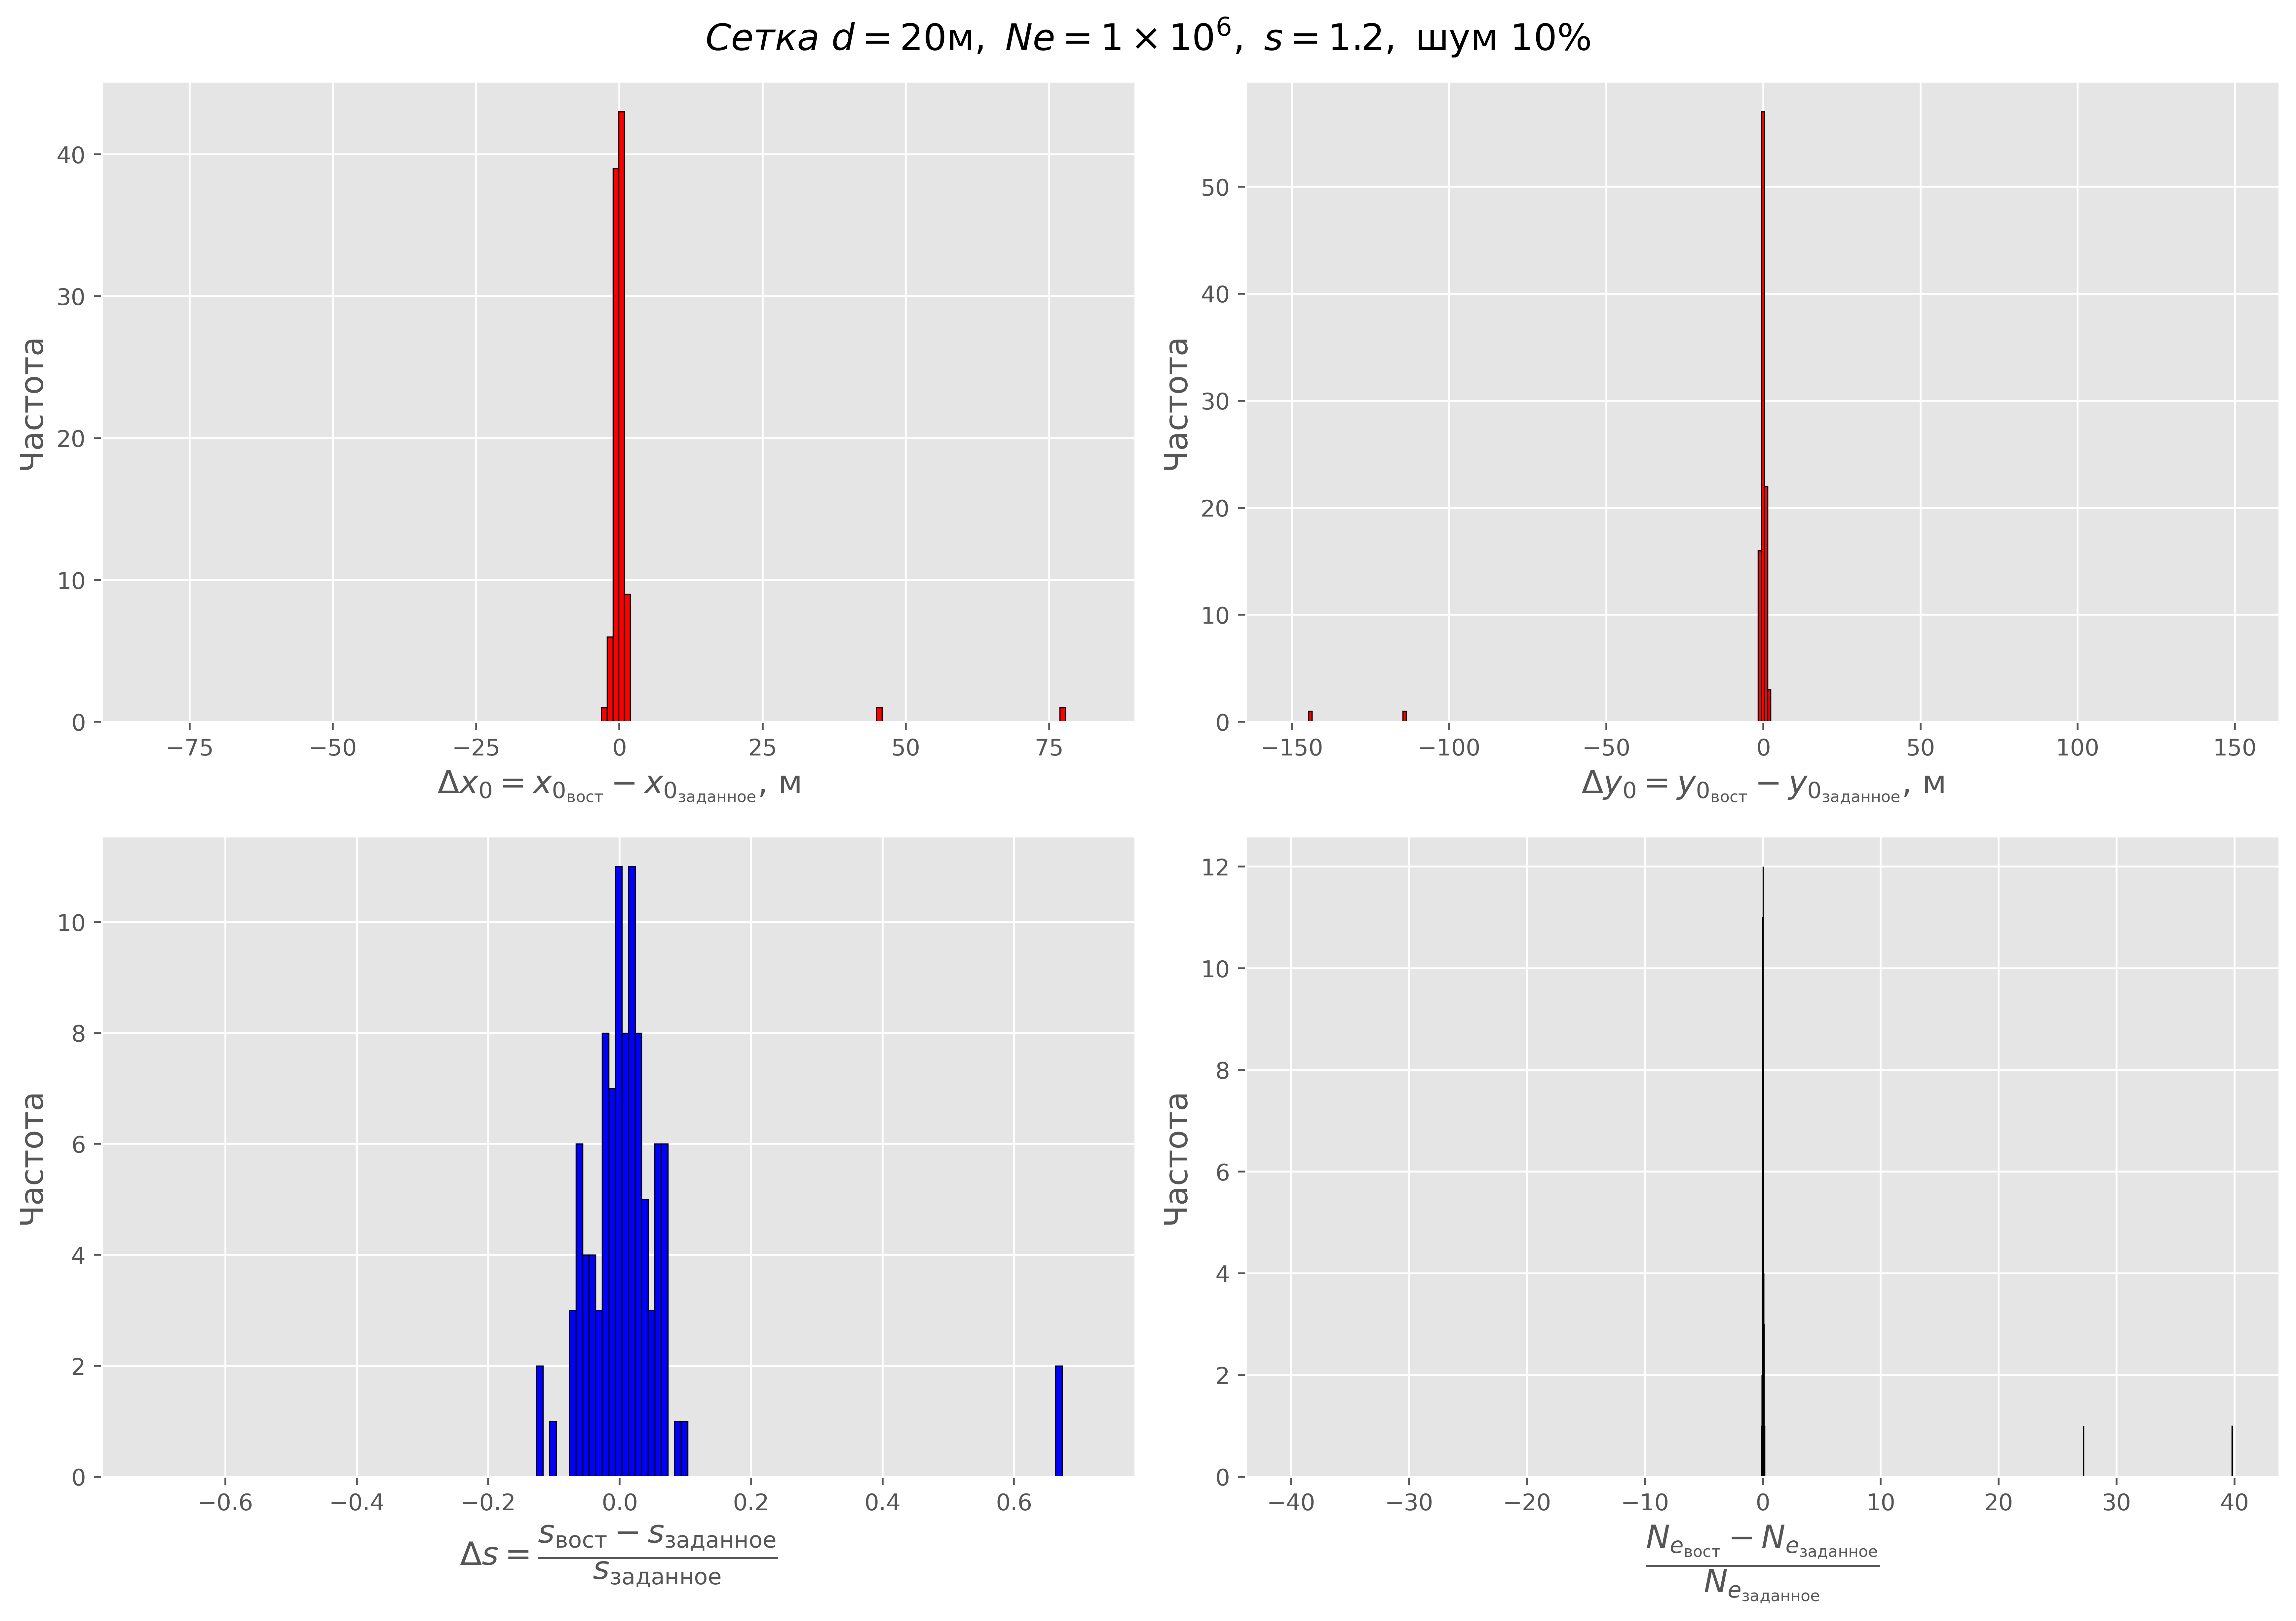 Сетка d = 20м, Ne = 1 × 10⁶, s = 1.2, шум 10%
Частота
40
30
20
10
0
−75 −50 −25 0 25 50 75
Δx₀ = x₀вост − x₀заданное, м
Частота
50
40
30
20
10
0
−150 −100 −50 0 50 100 150
Δy₀ = y₀вост − y₀заданное, м
Частота
10
8
6
4
2
0
−0.6 −0.4 −0.2 0.0 0.2 0.4 0.6
Δs = sвост − sзаданное
sзаданное
Частота
12
10
8
6
4
2
0
−40 −30 −20 −10 0 10 20 30 40
Neвост − Neзаданное
Neзаданное